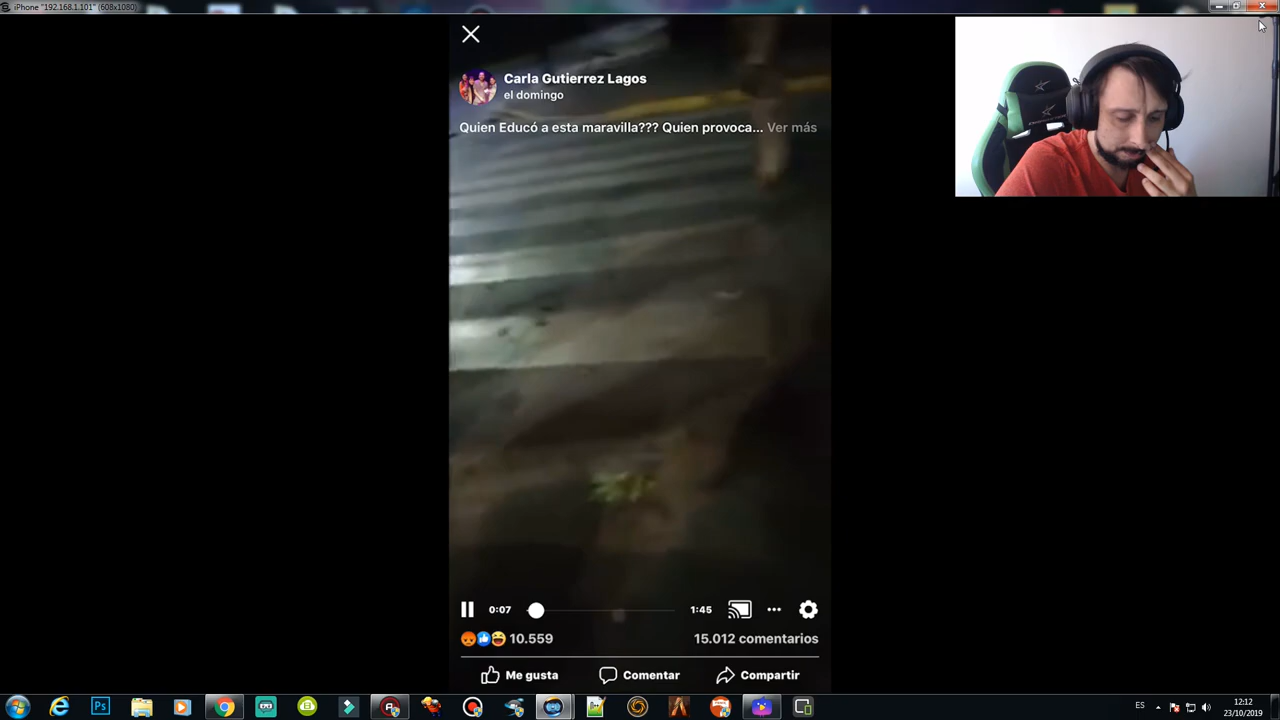 iPhone "192.168.1.101" (608x1080)
Carla Gutierrez Lagos
el domingo
Quien Educó a esta maravilla??? Quien provoca... Ver más
0:07
1:45
10.559
15.012 comentarios
Me gusta
Comentar
Compartir
Ps
ES
12:12
23/10/2019